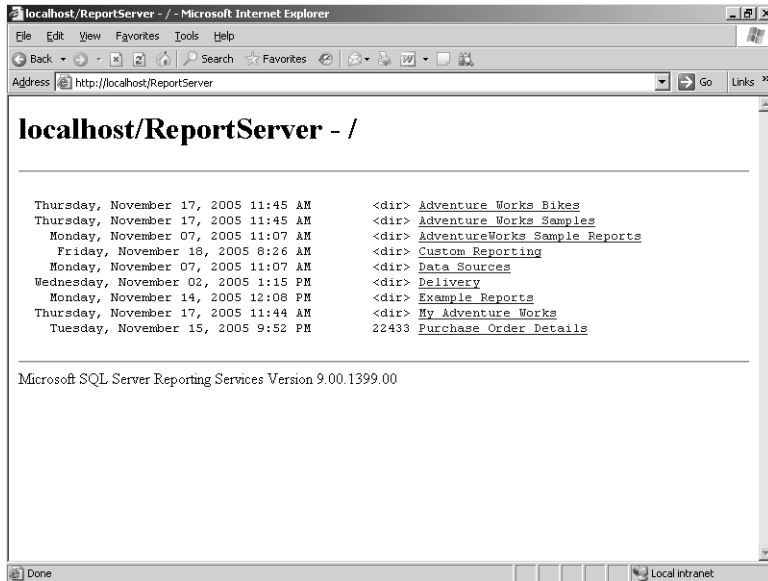 localhost/ReportServer - / - Microsoft Internet Explorer
File Edit View Favorites Tools Help
Back Search Favorites
Address http://localhost/ReportServer Go Links »
localhost/ReportServer - /
Thursday, November 17, 2005 11:45 AM <dir> Adventure Works Bikes
Thursday, November 17, 2005 11:45 AM <dir> Adventure Works Samples
Monday, November 07, 2005 11:07 AM <dir> AdventureWorks Sample Reports
Friday, November 18, 2005 8:26 AM <dir> Custom Reporting
Monday, November 07, 2005 11:07 AM <dir> Data Sources
Wednesday, November 02, 2005 1:15 PM <dir> Delivery
Monday, November 14, 2005 12:08 PM <dir> Example Reports
Thursday, November 17, 2005 11:44 AM <dir> My Adventure Works
Tuesday, November 15, 2005 9:52 PM 22433 Purchase Order Details
Microsoft SQL Server Reporting Services Version 9.00.1399.00
Done Local intranet